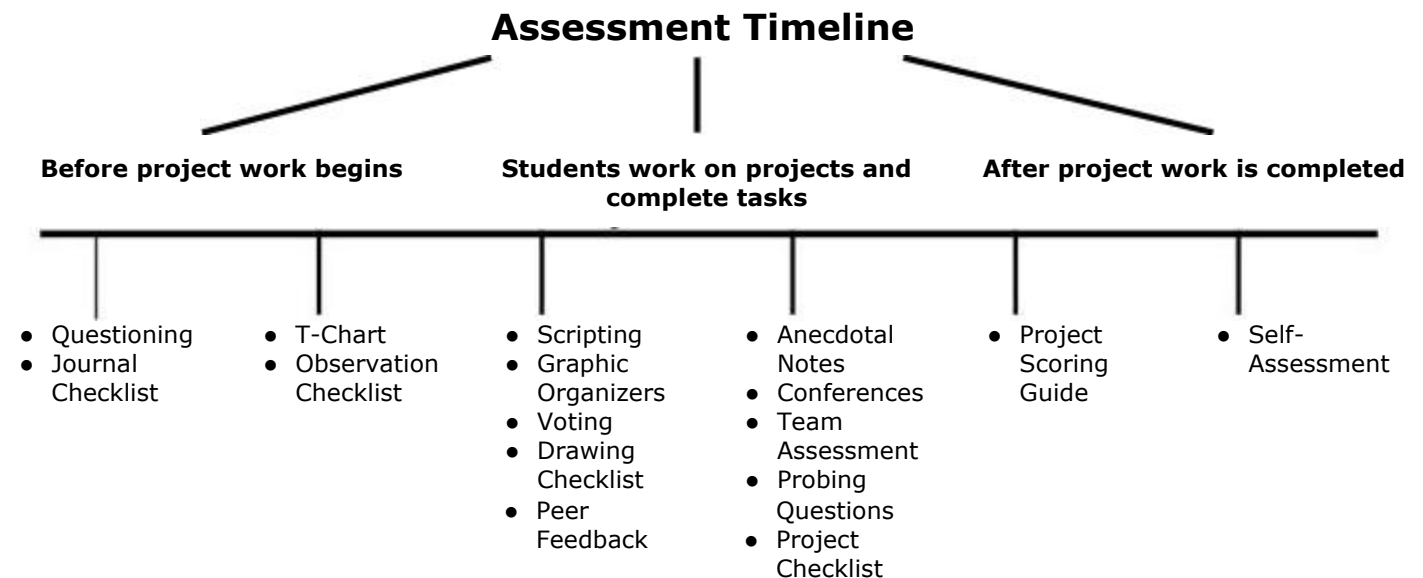 Assessment Timeline
Before project work begins
Students work on projects and
complete tasks
After project work is completed
● Questioning
● Journal
Checklist
● T-Chart
● Observation
Checklist
● Scripting
● Graphic
Organizers
● Voting
● Drawing
Checklist
● Peer
Feedback
● Anecdotal
Notes
● Conferences
● Team
Assessment
● Probing
Questions
● Project
Checklist
● Project
Scoring
Guide
● Self-
Assessment